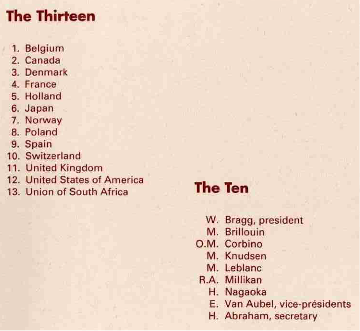 The Thirteen
1. Belgium
2. Canada
3. Denmark
4. France
5. Holland
6. Japan
7. Norway
8. Poland
9. Spain
10. Switzerland
11. United Kingdom
12. United States of America
13. Union of South Africa
The Ten
W. Bragg, president
M. Brillouin
O.M. Corbino
M. Knudsen
M. Leblanc
R.A. Millikan
H. Nagaoka
E. Van Aubel, vice-présidents
H. Abraham, secretary